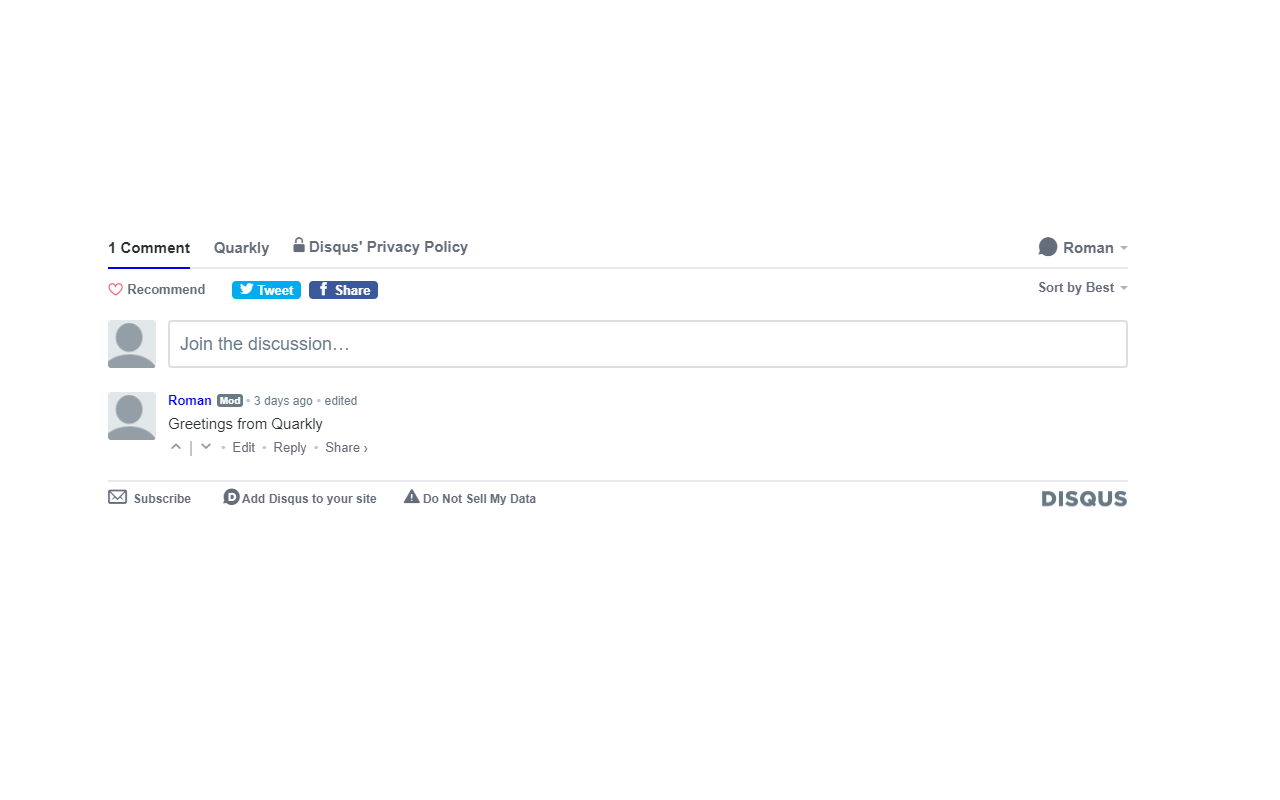 1 Comment Quarkly Disqus' Privacy Policy Roman
Recommend Tweet Share Sort by Best
Join the discussion…
Roman Mod • 3 days ago • edited
Greetings from Quarkly
| • Edit • Reply • Share ›
Subscribe D Add Disqus to your site Do Not Sell My Data DISQUS